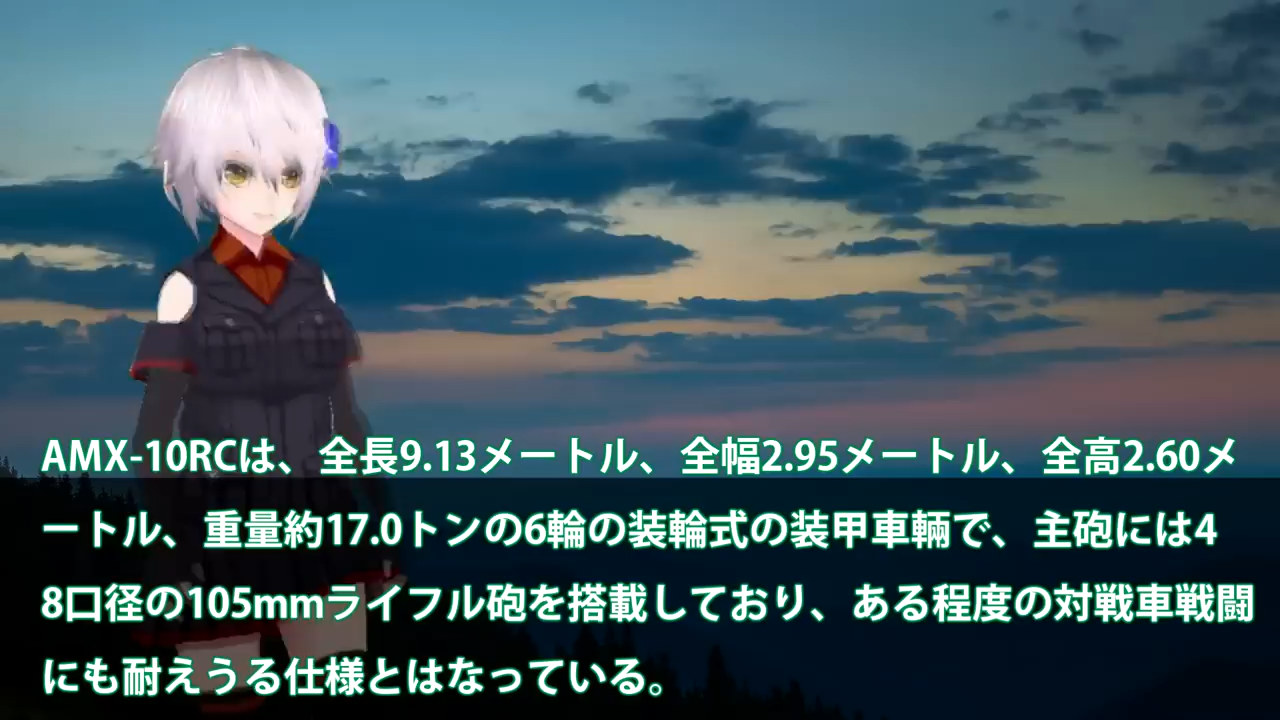 AMX-10RCは、全長9.13メートル、全幅2.95メートル、全高2.60メ
ートル、重量約17.0トンの6輪の装輪式の装甲車輌で、主砲には4
8口径の105mmライフル砲を搭載しており、ある程度の対戦車戦闘
にも耐えうる仕様とはなっている。